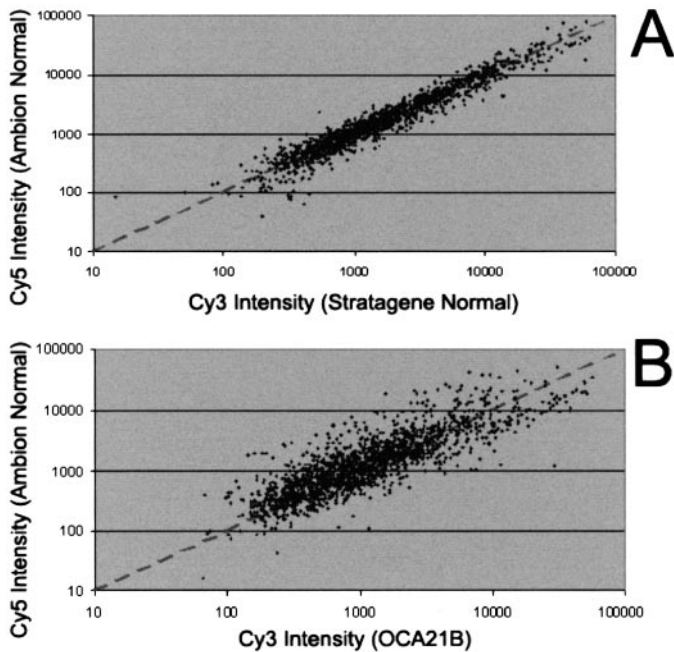 A
Cy5 Intensity (Ambion Normal)
100000
10000
1000
100
10
10 100 1000 10000 100000
Cy3 Intensity (Stratagene Normal)
B
Cy5 Intensity (Ambion Normal)
100000
10000
1000
100
10
10 100 1000 10000 100000
Cy3 Intensity (OCA21B)